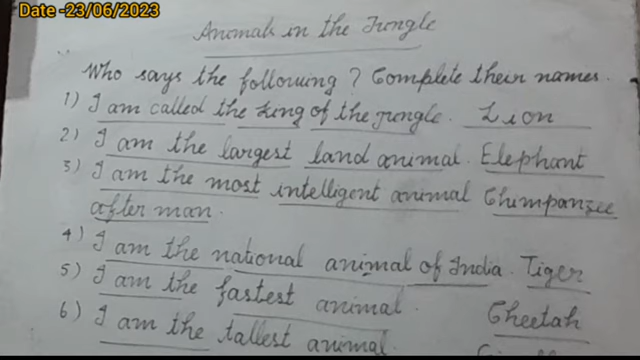 Date -23/06/2023
Animals in the Jungle
Who says the following? Complete their names.
1) I am called the king of the jungle. Lion
2) I am the largest land animal. Elephant
3) I am the most intelligent animal Chimpanzee
after man.
4) I am the national animal of India. Tiger
5) I am the fastest animal. Cheetah
6) I am the tallest animal.